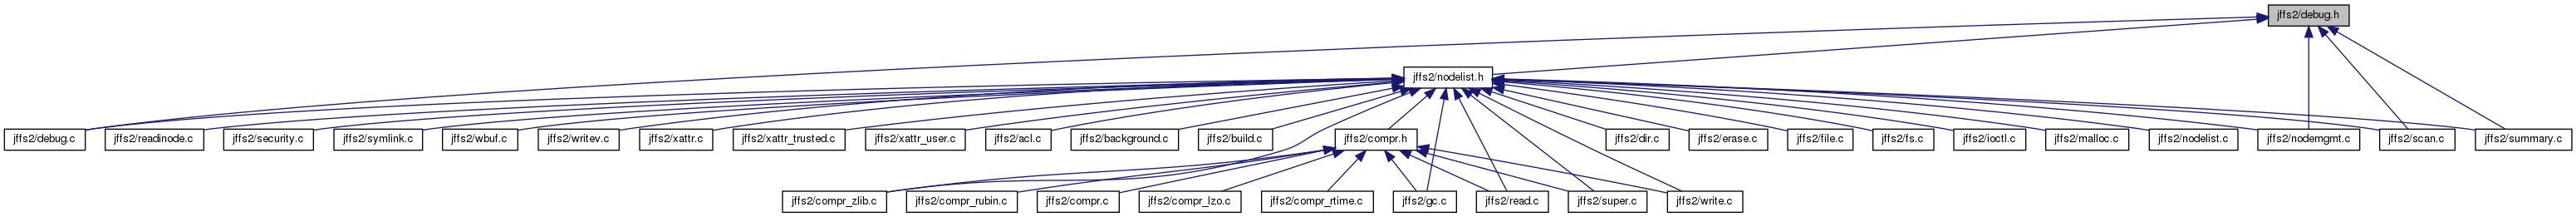 jffs2/debug.h
jffs2/nodelist.h
jffs2/debug.c
jffs2/readinode.c
jffs2/security.c
jffs2/symlink.c
jffs2/wbuf.c
jffs2/writev.c
jffs2/xattr.c
jffs2/xattr_trusted.c
jffs2/xattr_user.c
jffs2/acl.c
jffs2/background.c
jffs2/build.c
jffs2/compr.h
jffs2/dir.c
jffs2/erase.c
jffs2/file.c
jffs2/fs.c
jffs2/ioctl.c
jffs2/malloc.c
jffs2/nodelist.c
jffs2/nodemgmt.c
jffs2/scan.c
jffs2/summary.c
jffs2/compr_zlib.c
jffs2/compr_rubin.c
jffs2/compr.c
jffs2/compr_lzo.c
jffs2/compr_rtime.c
jffs2/gc.c
jffs2/read.c
jffs2/super.c
jffs2/write.c